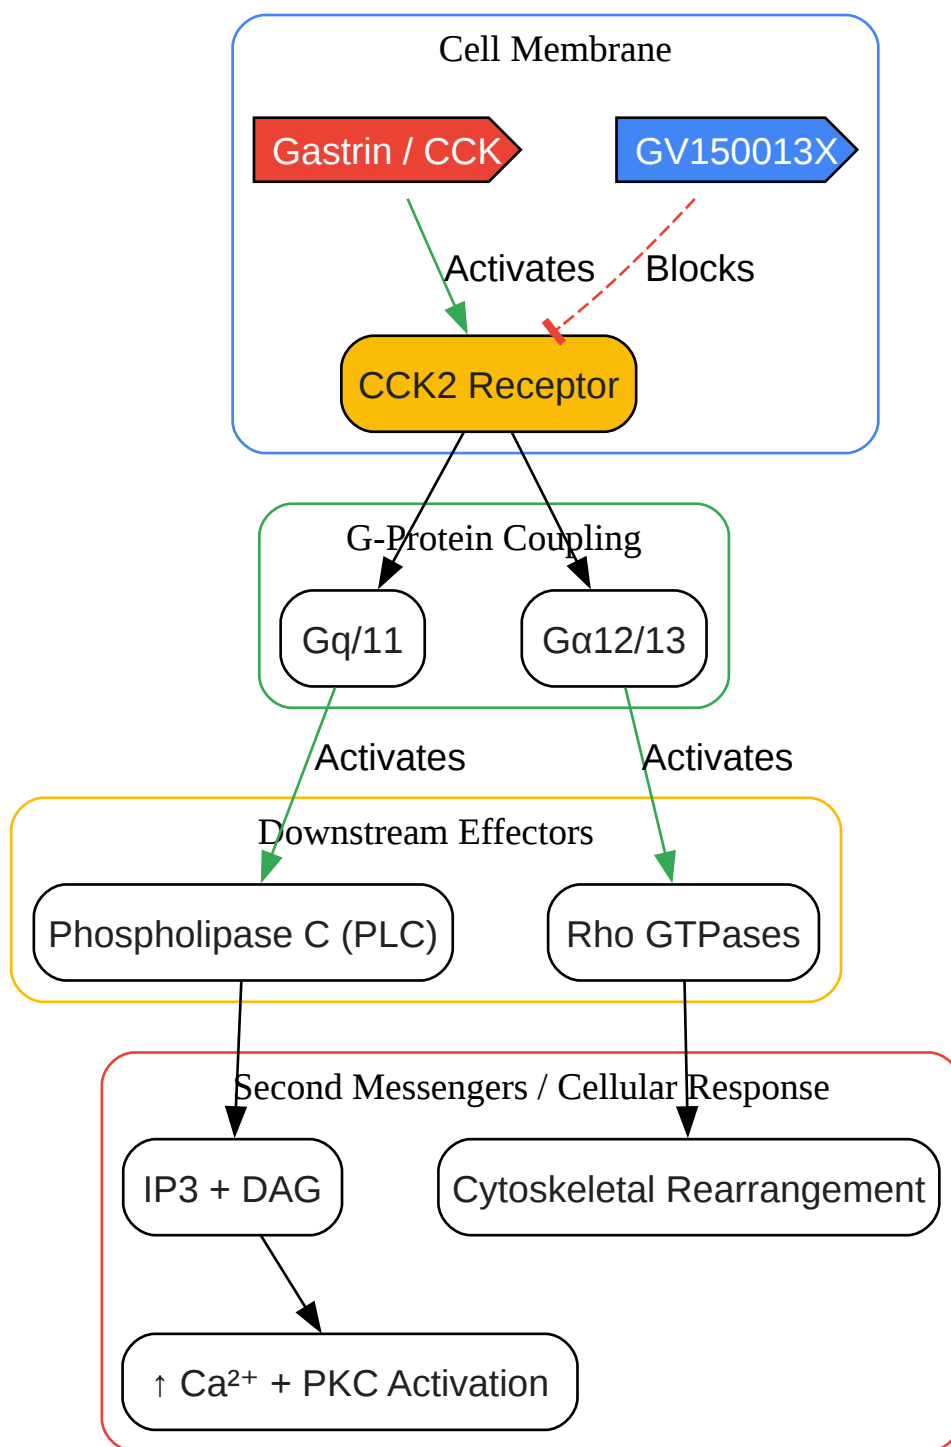 Cell Membrane
Gastrin / CCK
GV150013X
Activates
Blocks
CCK2 Receptor
G-Protein Coupling
Gq/11
Gα12/13
Activates
Activates
Downstream Effectors
Phospholipase C (PLC)
Rho GTPases
Second Messengers / Cellular Response
IP3 + DAG
Cytoskeletal Rearrangement
↑ Ca²⁺ + PKC Activation